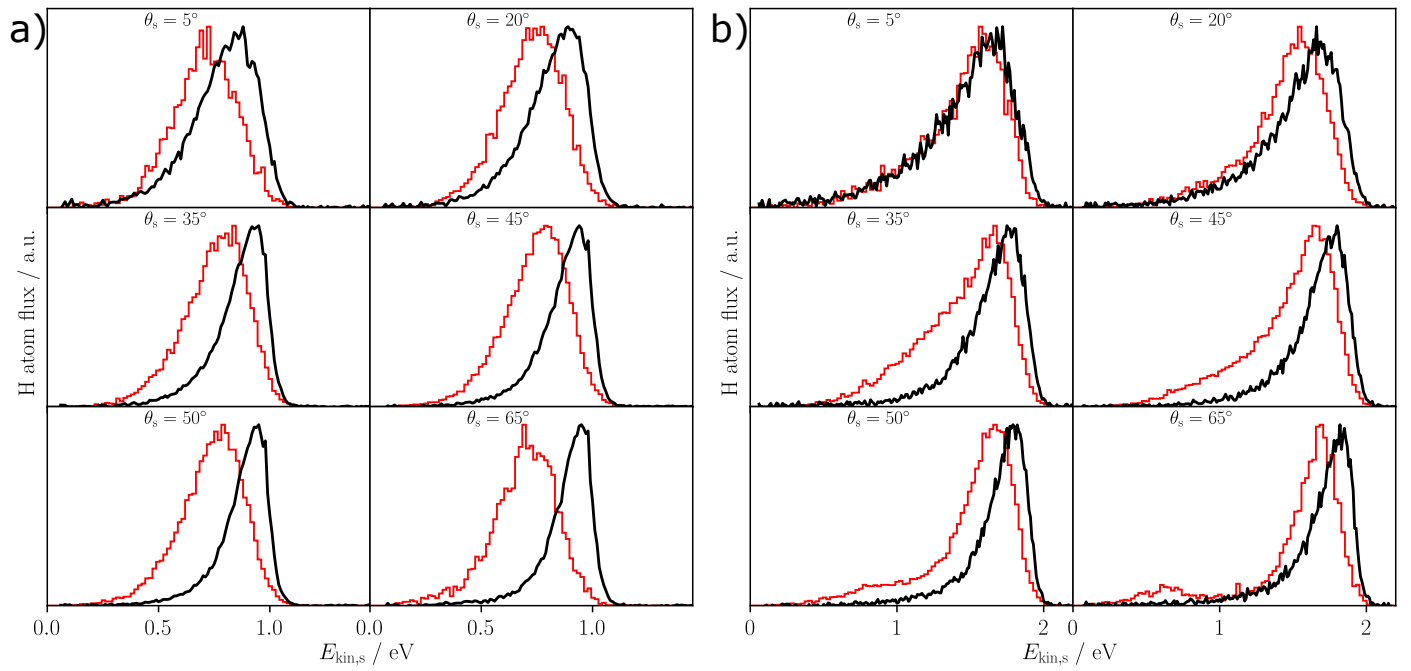 a)
θs = 5°
θs = 20°
θs = 35°
θs = 45°
θs = 50°
θs = 65°
H atom flux / a.u.
0.0
0.5
1.0
0.0
0.5
1.0
Ekin,s / eV
b)
θs = 5°
θs = 20°
θs = 35°
θs = 45°
θs = 50°
θs = 65°
H atom flux / a.u.
0
1
2
0
1
2
Ekin,s / eV